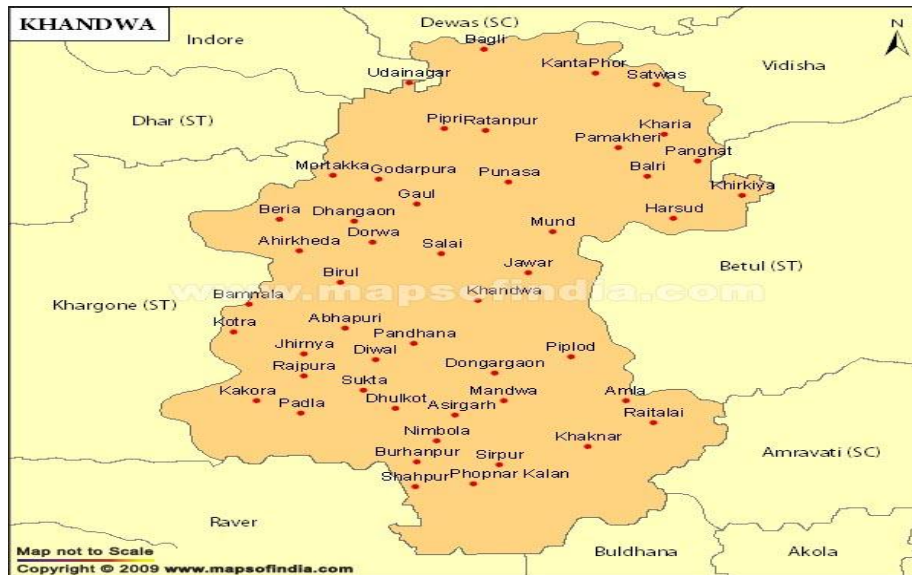 KHANDWA
Dewas (SC)
Indore
Bagli
Udainagar
KantaPhor
Satwas
Vidisha
Dhar (ST)
Pipri
Ratanpur
Kharia
Pamakheri
Panghat
Mortakka
Godarpura
Punasa
Balri
Khirkiya
Gaul
Beria
Dhangaon
Mund
Harsud
Dorwa
Ahirkheda
Salai
Jawar
Betul (ST)
Birul
www.mapsofindia.com
Bamnala
Khandwa
Khargone (ST)
Kotra
Abhapuri
Pandhana
Jhirnya
Diwal
Piplod
Rajpura
Dongargaon
Sukta
Kakora
Dhulkot
Mandwa
Amla
Padla
Asirgarh
Raitalai
Nimbola
Khaknar
Burhanpur
Sirpur
Amravati (SC)
Shahpur
Phopnar Kalan
Raver
Buldhana
Akola
Map not to Scale
Copyright © 2009 www.mapsofindia.com
N